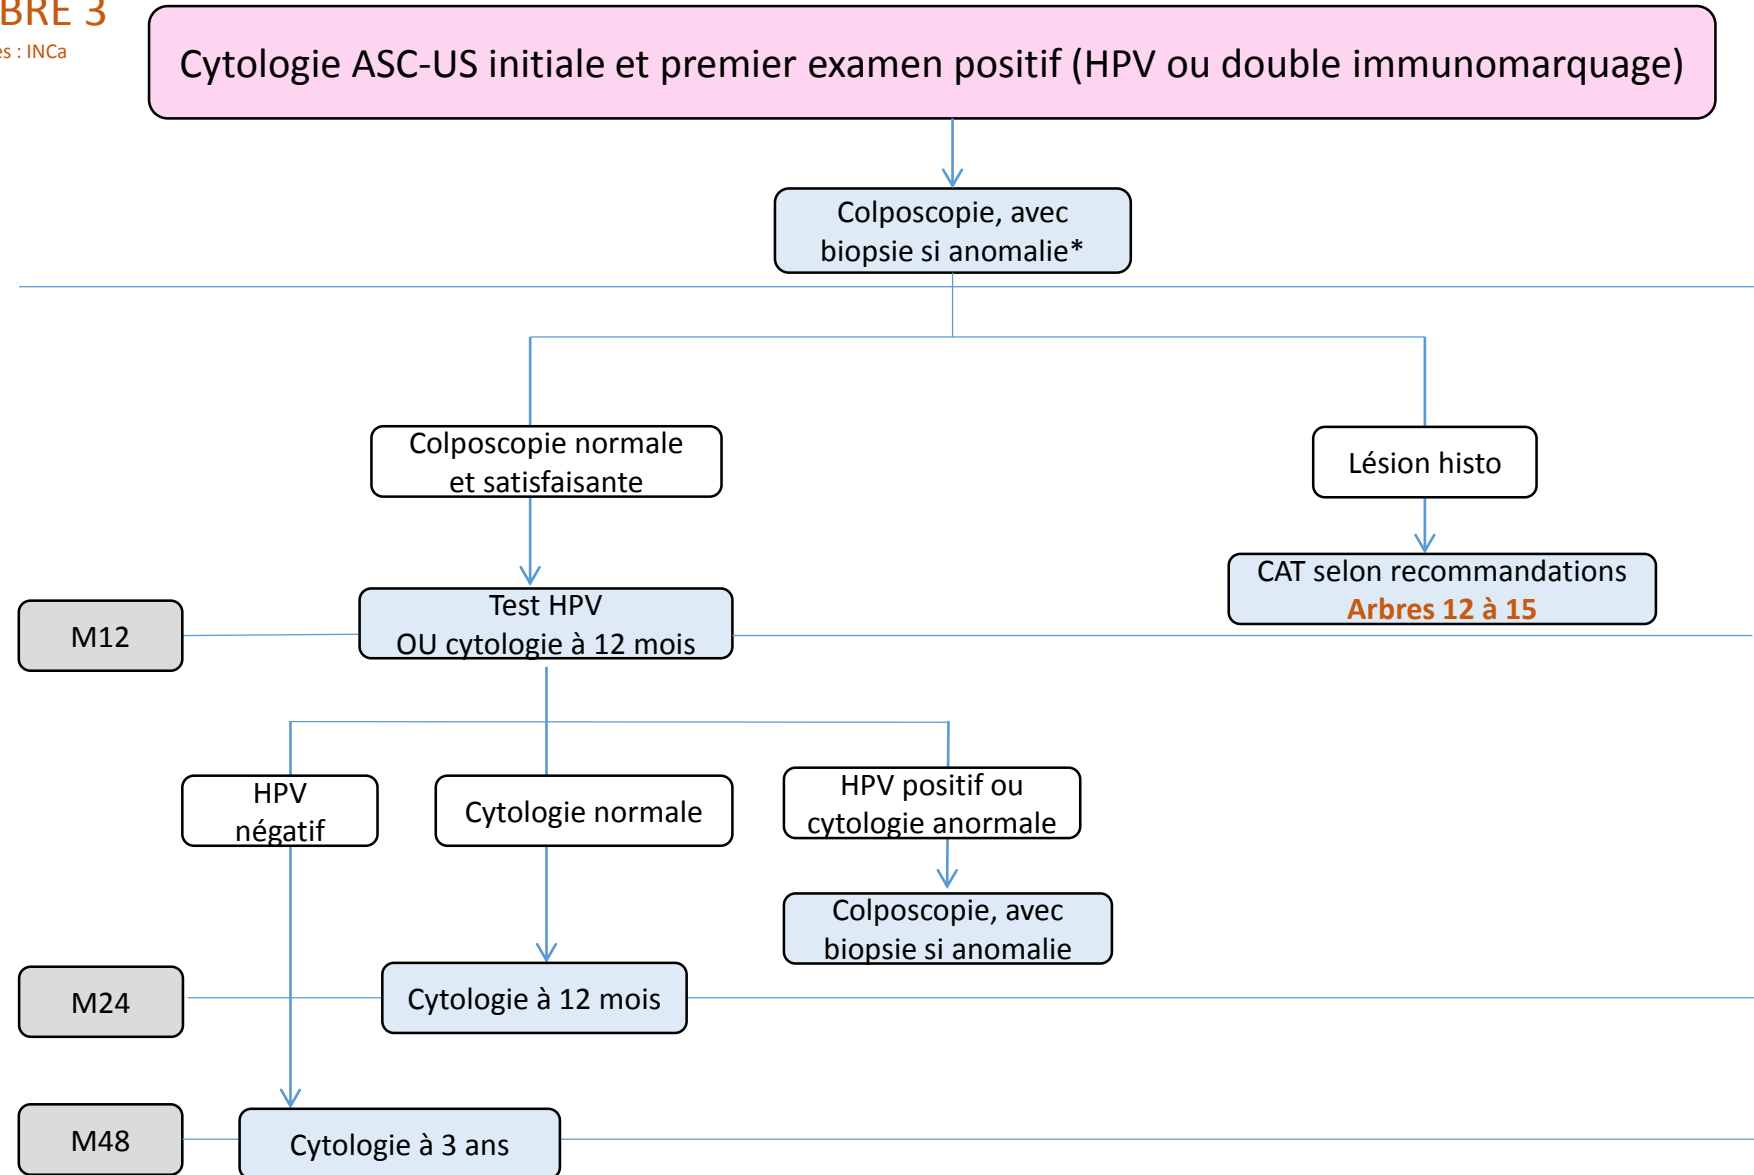 BRE 3
es : INCa
Cytologie ASC-US initiale et premier examen positif (HPV ou double immunomarquage)
Colposcopie, avec
biopsie si anomalie*
Colposcopie normale
et satisfaisante
Lésion histo
CAT selon recommandations
Arbres 12 à 15
M12
Test HPV
OU cytologie à 12 mois
HPV
négatif
Cytologie normale
HPV positif ou
cytologie anormale
Colposcopie, avec
biopsie si anomalie
M24
Cytologie à 12 mois
M48
Cytologie à 3 ans